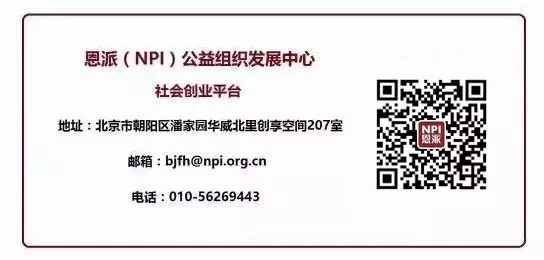 恩派（NPI）公益组织发展中心
社会创业平台
地址：北京市朝阳区潘家园华威北里创享空间207室
邮箱：bjfh@npi.org.cn
电话：010-56269443
NPI
恩派